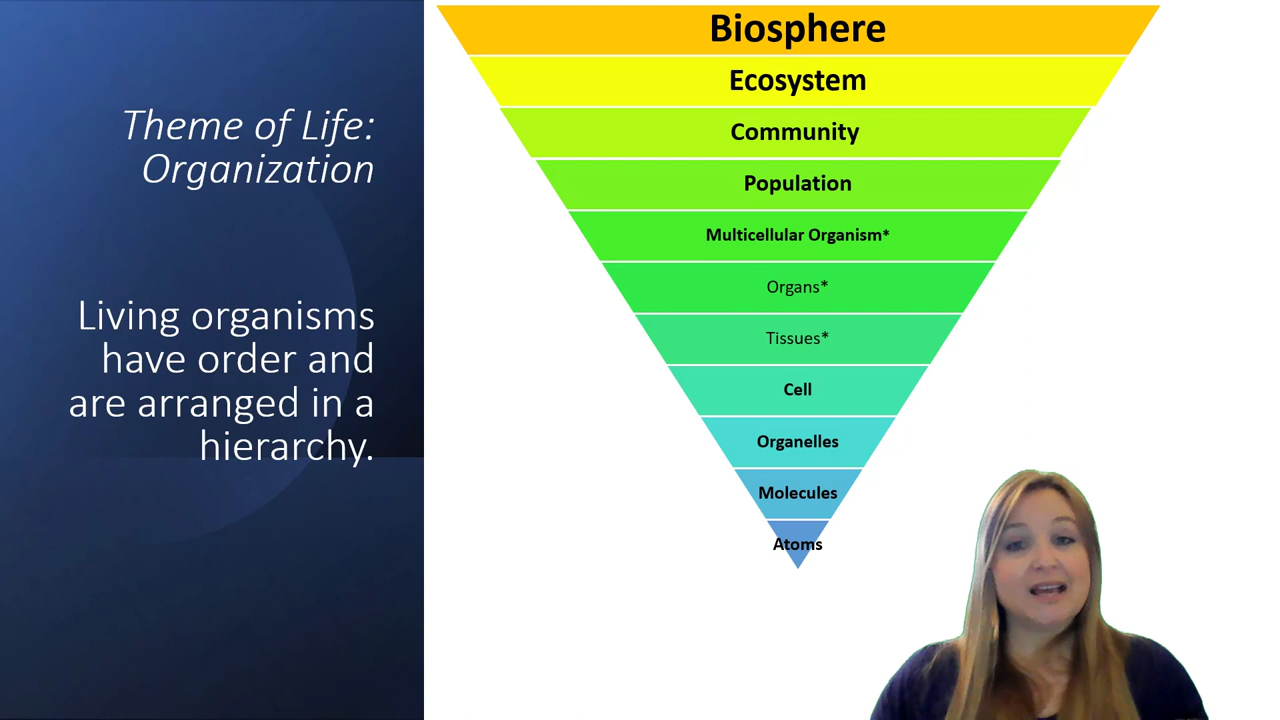 Theme of Life:
Organization
Living organisms
have order and
are arranged in a
hierarchy.
Biosphere
Ecosystem
Community
Population
Multicellular Organism*
Organs*
Tissues*
Cell
Organelles
Molecules
Atoms